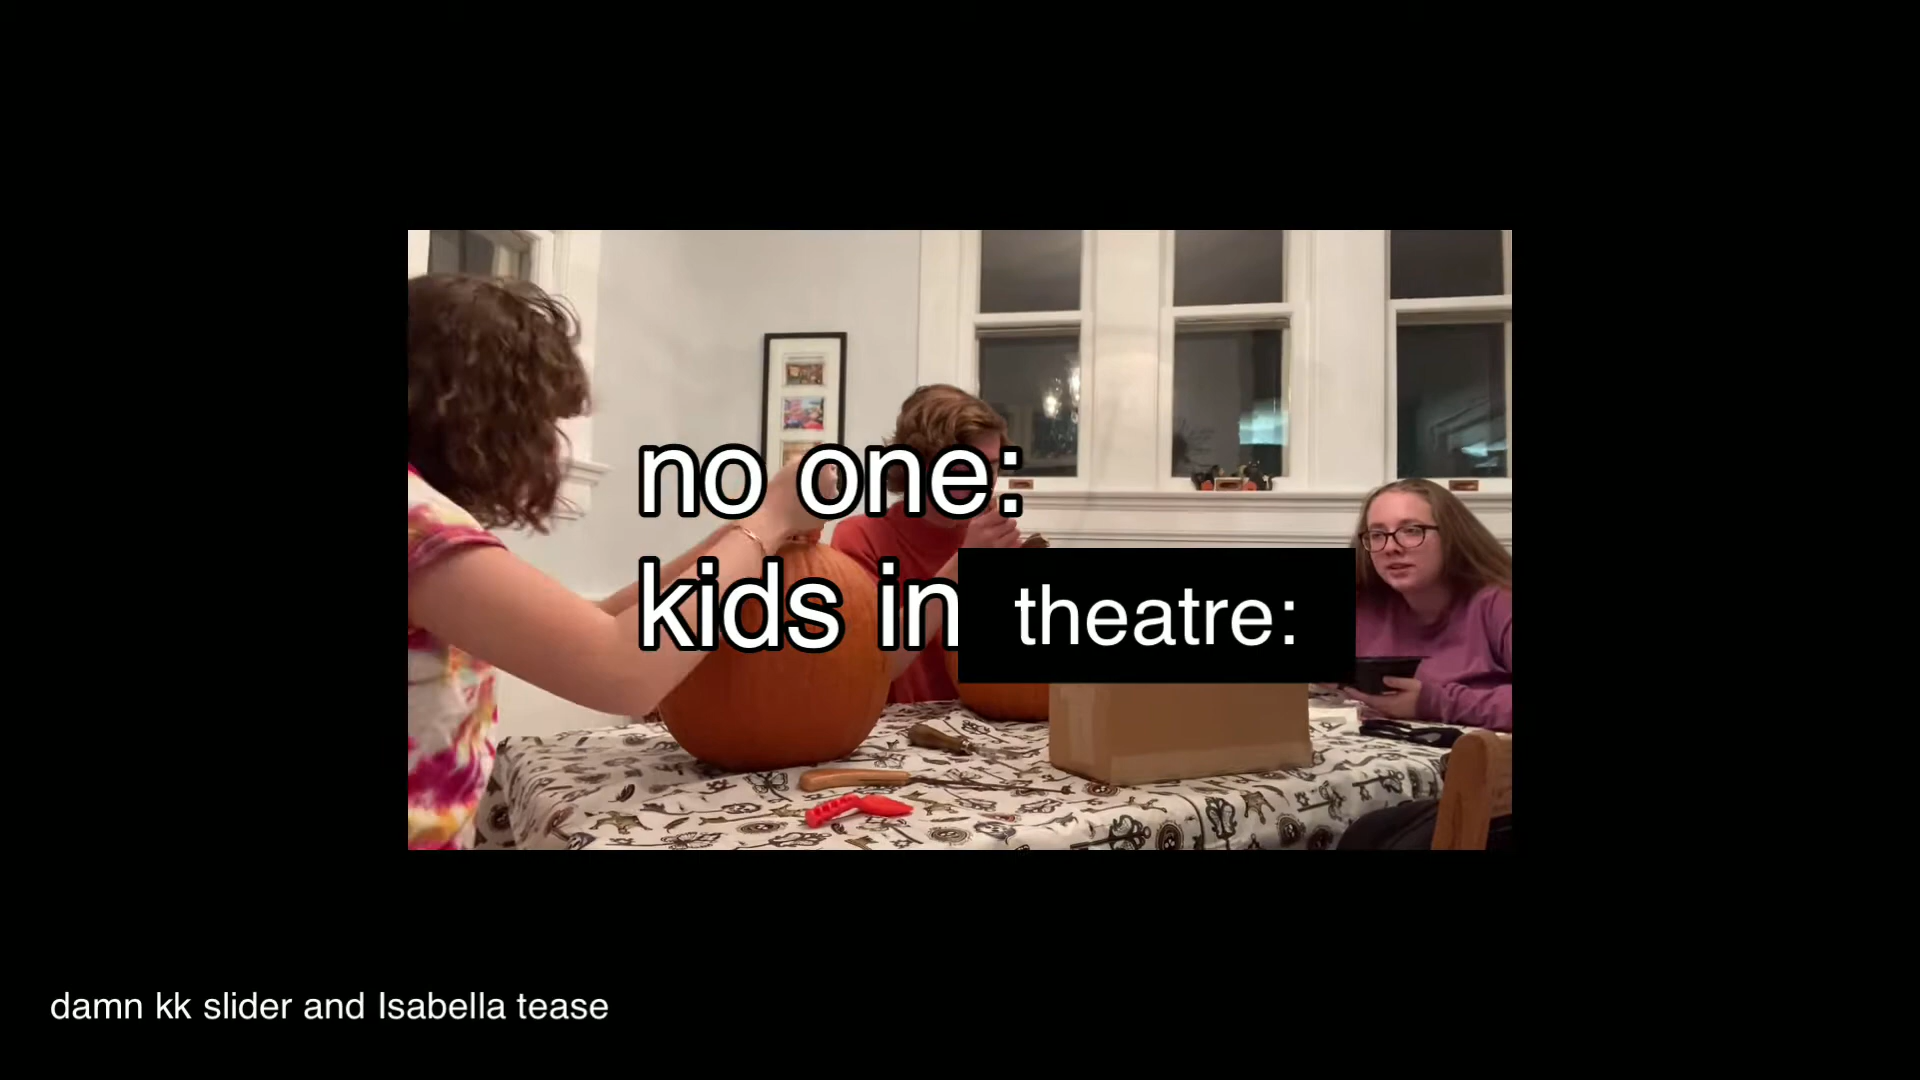 no one:
kids in theatre:
damn kk slider and Isabella tease